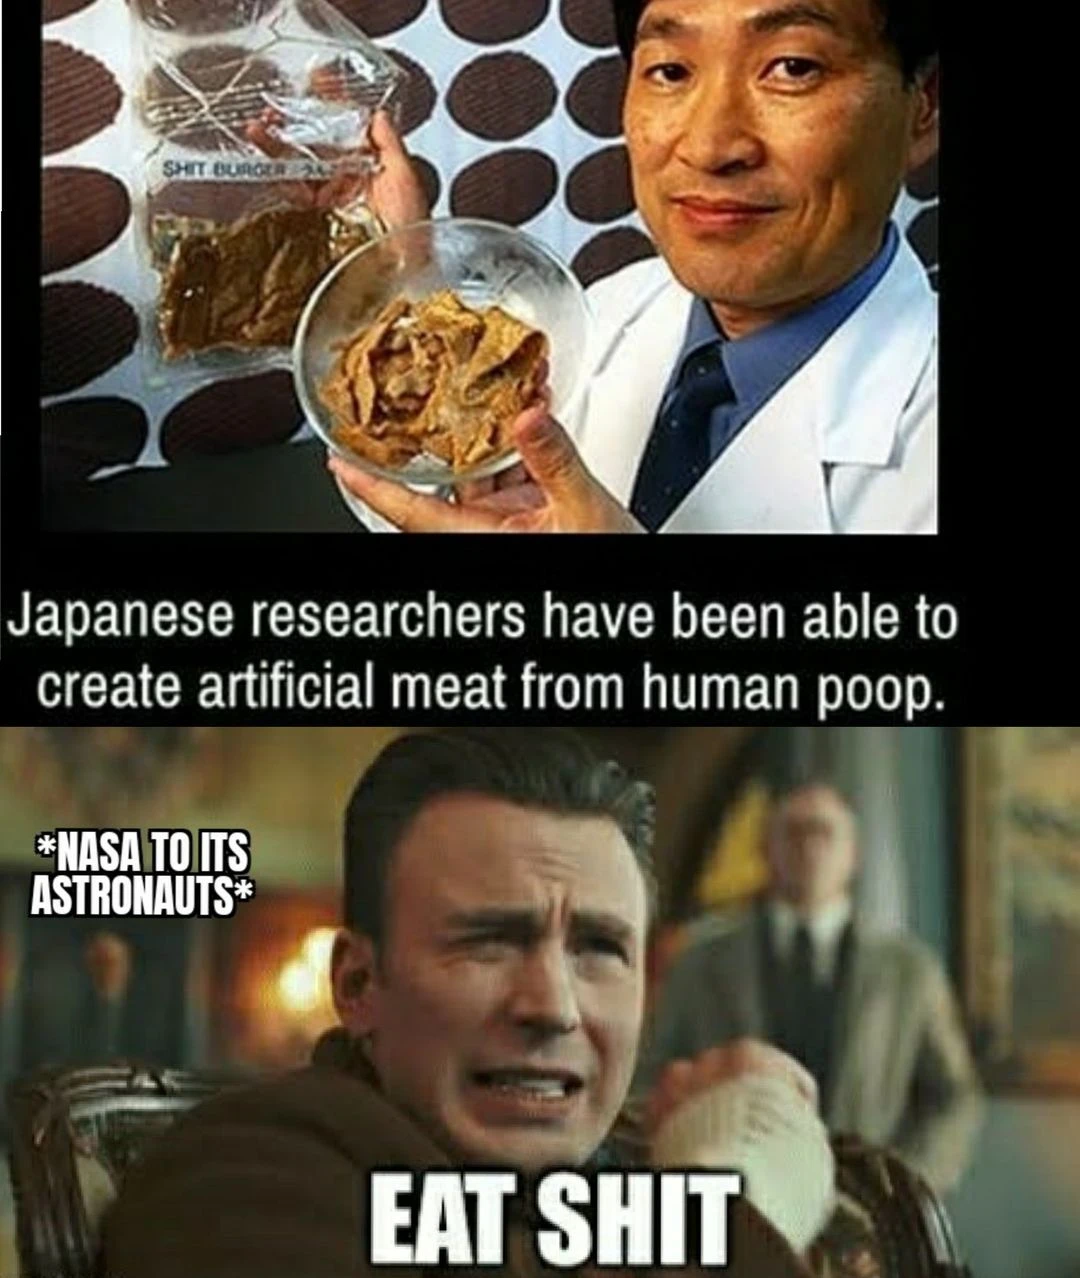 SHIT BURGER
Japanese researchers have been able to
create artificial meat from human poop.
*NASA TO ITS
ASTRONAUTS*
EAT SHIT